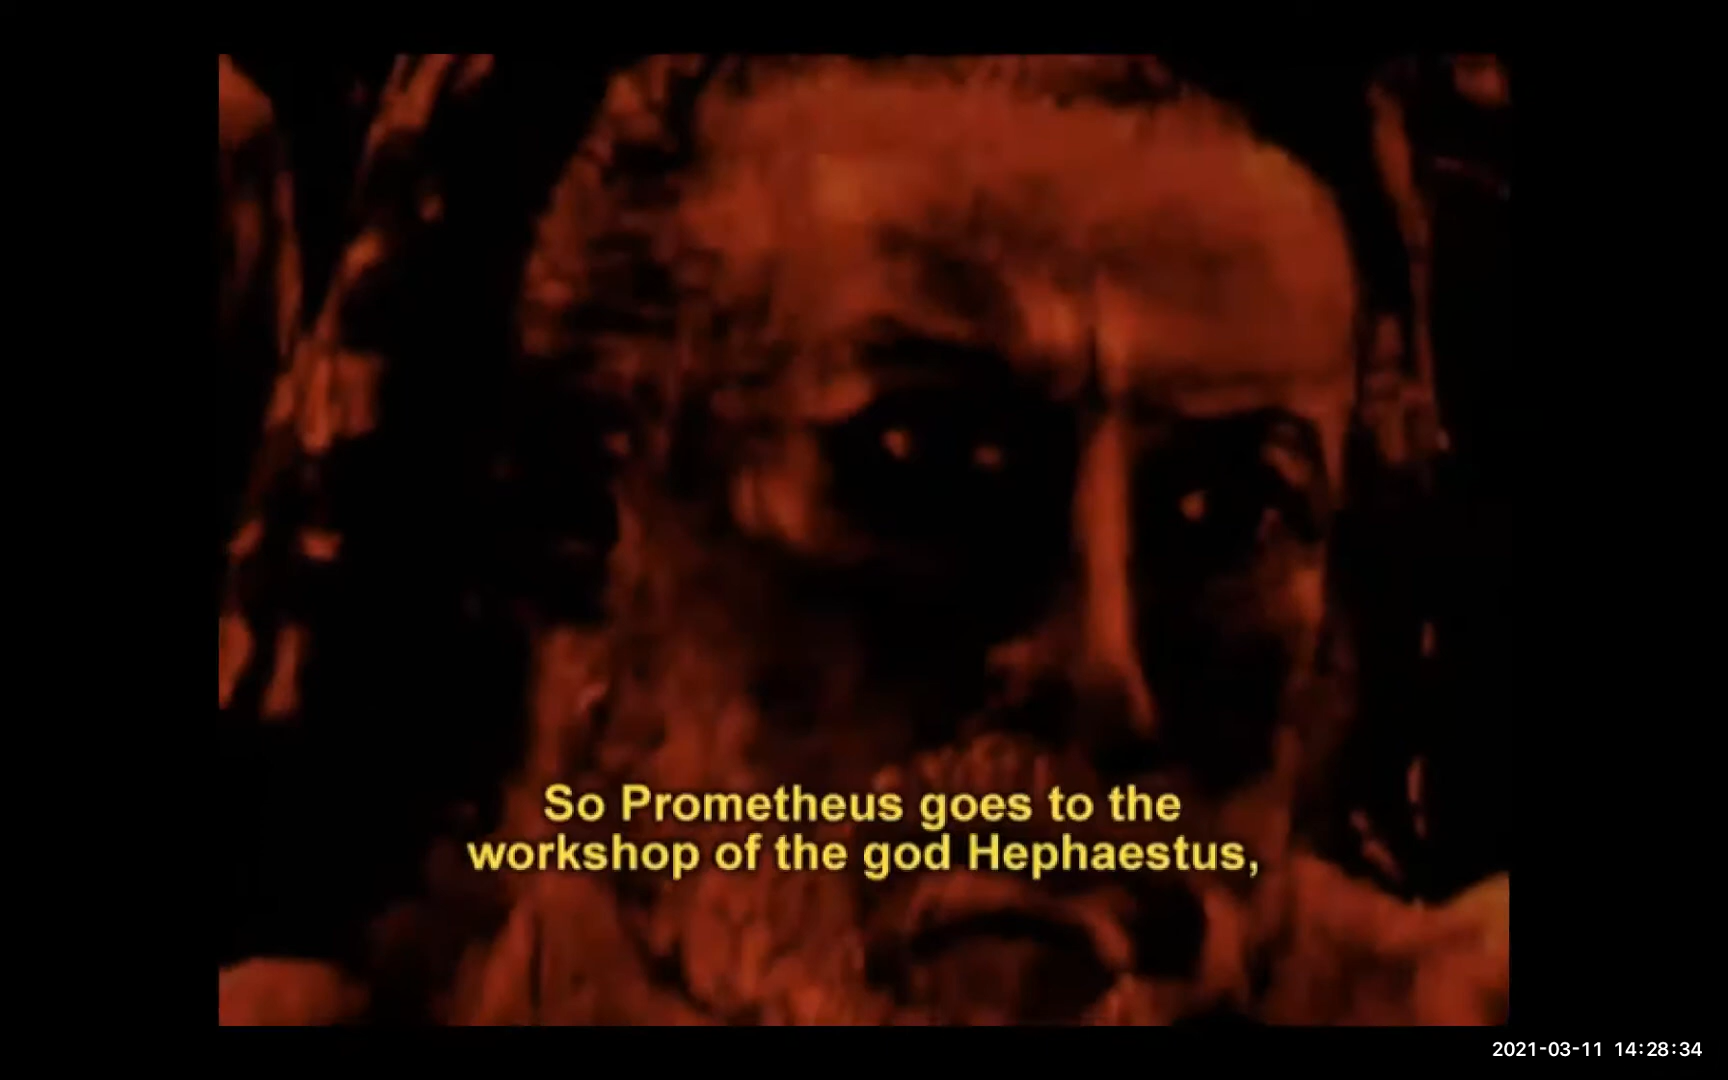 So Prometheus goes to the
workshop of the god Hephaestus,
2021-03-11 14:28:34